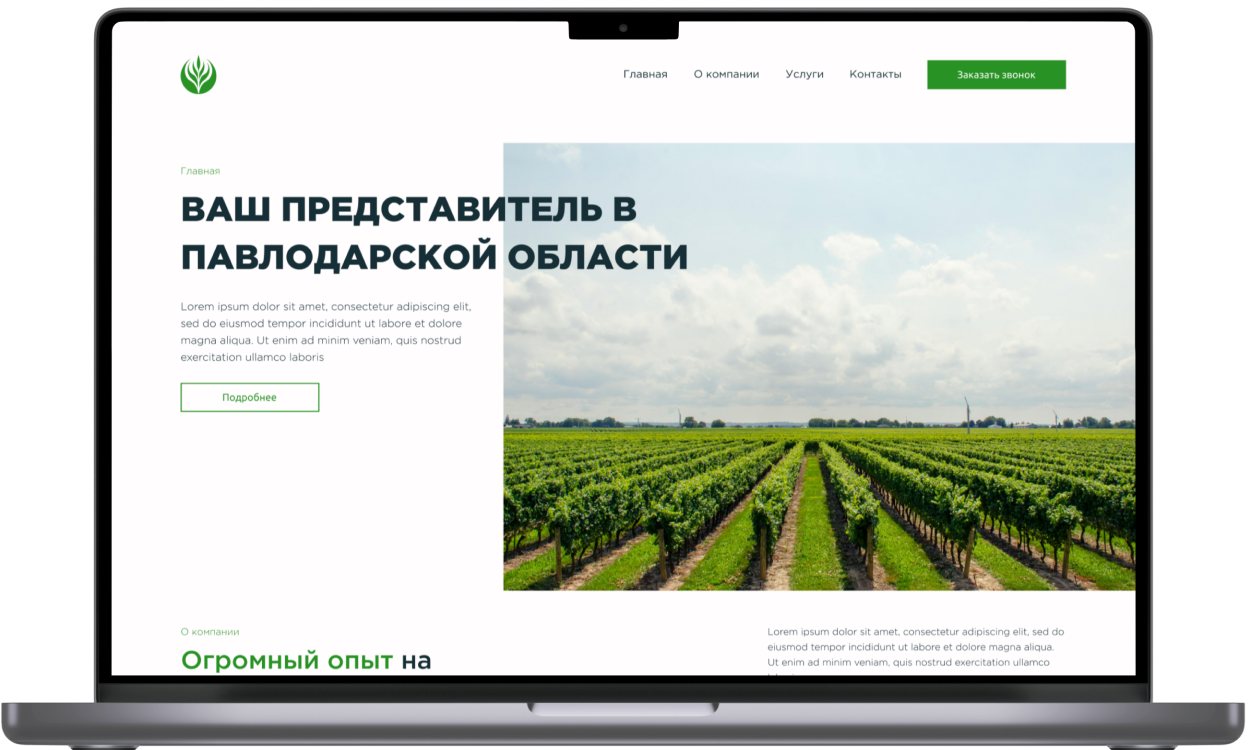 Главная
О компании
Услуги
Контакты
Заказать звонок
Главная
ВАШ ПРЕДСТАВИТЕЛЬ В
ПАВЛОДАРСКОЙ ОБЛАСТИ
Lorem ipsum dolor sit amet, consectetur adipiscing elit,
sed do eiusmod tempor incididunt ut labore et dolore
magna aliqua. Ut enim ad minim veniam, quis nostrud
exercitation ullamco laboris
Подробнее
О компании
Огромный опыт на
Lorem ipsum dolor sit amet, consectetur adipiscing elit, sed do
eiusmod tempor incididunt ut labore et dolore magna aliqua.
Ut enim ad minim veniam, quis nostrud exercitation ullamco